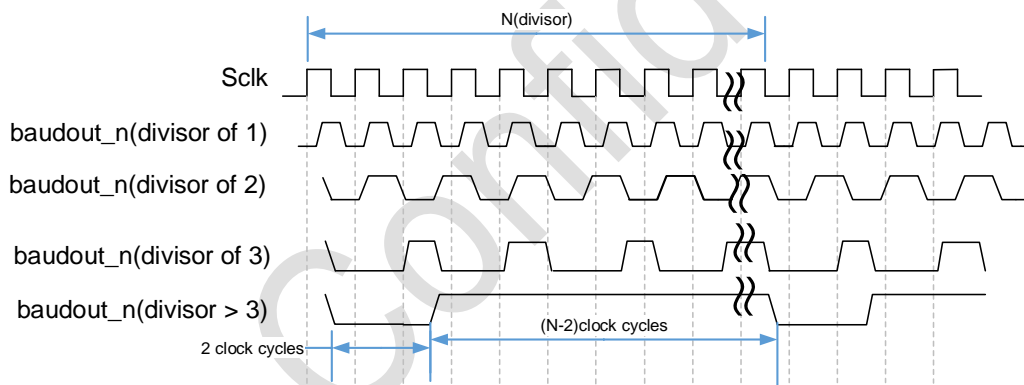 N(divisor)
Sclk
baudout_n(divisor of 1)
baudout_n(divisor of 2)
baudout_n(divisor of 3)
baudout_n(divisor > 3)
(N-2)clock cycles
2 clock cycles
Confid